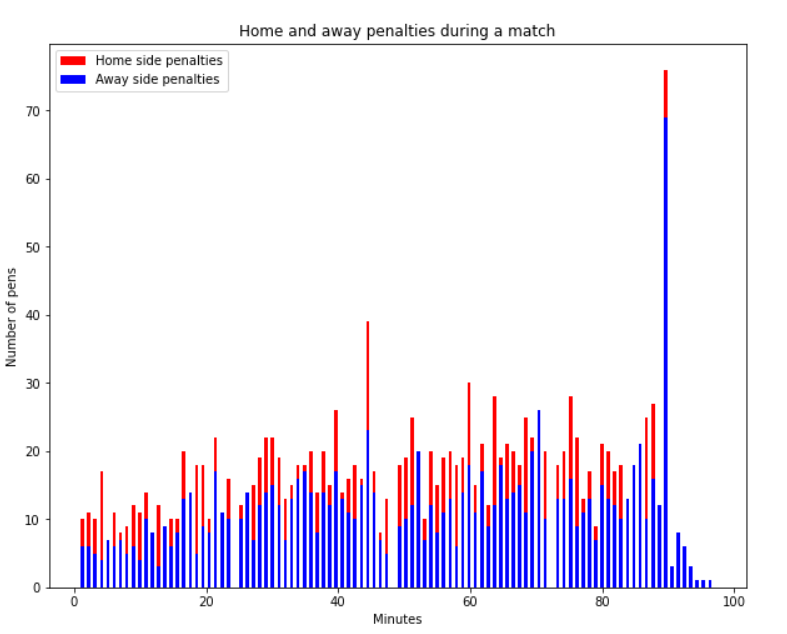 Home and away penalties during a match
Home side penalties
Away side penalties
Number of pens
70
60
50
40
30
20
10
0
0 20 40 60 80 100
Minutes